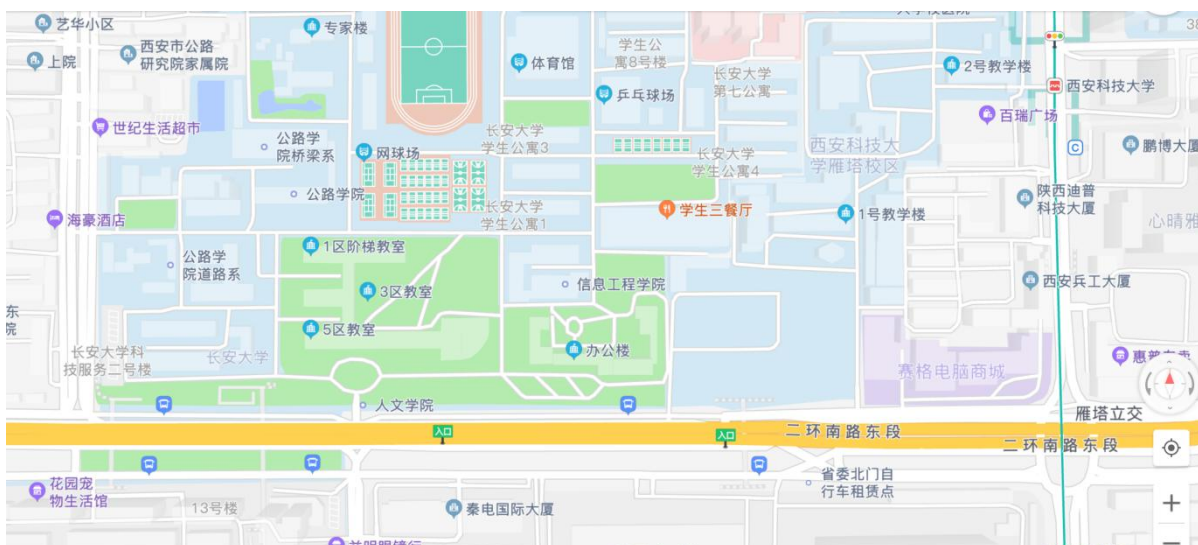 艺华小区
专家楼
学生公
寓8号楼
2号教学楼
38
上院
西安市公路
研究院家属院
体育馆
长安大学
第七公寓
西安科技大学
乒乓球场
世纪生活超市
百瑞广场
公路学
院桥梁系
网球场
长安大学
学生公寓3
西安科技大
学雁塔校区
C
鹏博大厦
长安大学
学生公寓4
公路学院
陕西迪普
科技大厦
海豪酒店
长安大学
学生公寓1
学生三餐厅
1号教学楼
心晴雅
1区阶梯教室
公路学
院道路系
3区教室
信息工程学院
西安兵工大厦
东
院
5区教室
办公楼
长安大学科
技服务二号楼
长安大学
赛格电脑商城
人文学院
雁塔立交
入口
入口
二环南路东段
二环南路东段
花园宠
物生活馆
13号楼
秦电国际大厦
省委北门自
行车租赁点